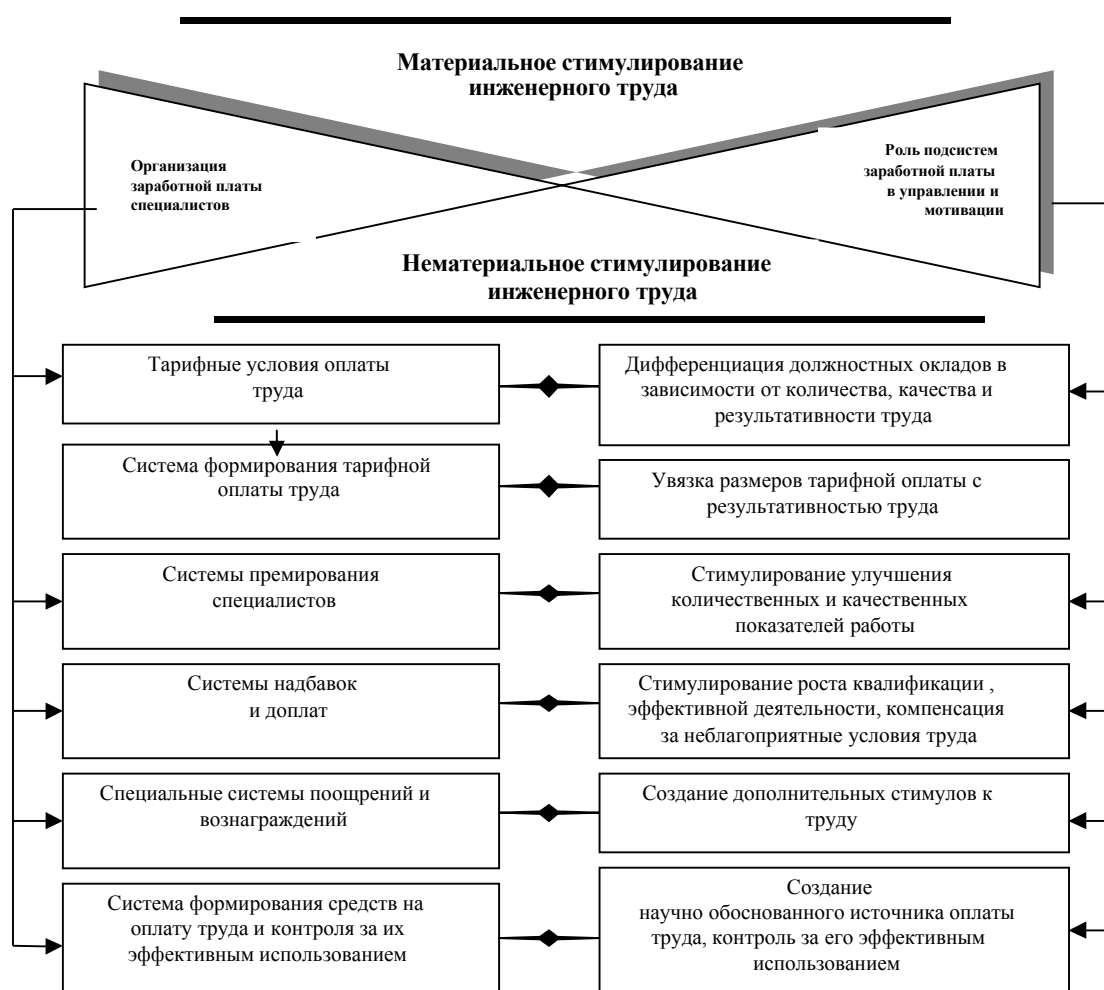 Материальное стимулирование
инженерного труда
Организация
заработной платы
специалистов
Роль подсистем
заработной платы
в управлении и
мотивации
Нематериальное стимулирование
инженерного труда
Тарифные условия оплаты
труда
Дифференциация должностных окладов в
зависимости от количества, качества и
результативности труда
Система формирования тарифной
оплаты труда
Увязка размеров тарифной оплаты с
результативностью труда
Системы премирования
специалистов
Стимулирование улучшения
количественных и качественных
показателей работы
Системы надбавок
и доплат
Стимулирование роста квалификации ,
эффективной деятельности, компенсация
за неблагоприятные условия труда
Специальные системы поощрений и
вознаграждений
Создание дополнительных стимулов к
труду
Система формирования средств на
оплату труда и контроля за их
эффективным использованием
Создание
научно обоснованного источника оплаты
труда, контроль за его эффективным
использованием